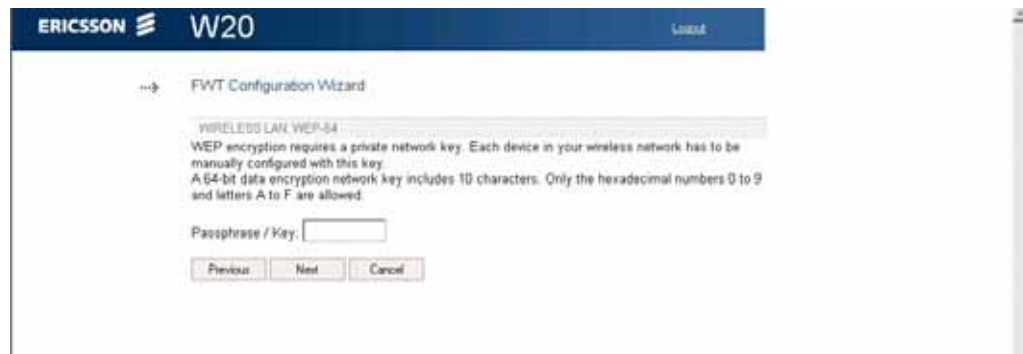 ERICSSON W20 Logout
FWT Configuration Wizard
WIRELESS LAN: WEP-64
WEP encryption requires a private network key. Each device in your wireless network has to be
manually configured with this key.
A 64-bit data encryption network key includes 10 characters. Only the hexadecimal numbers 0 to 9
and letters A to F are allowed.
Passphrase / Key:
Previous Next Cancel